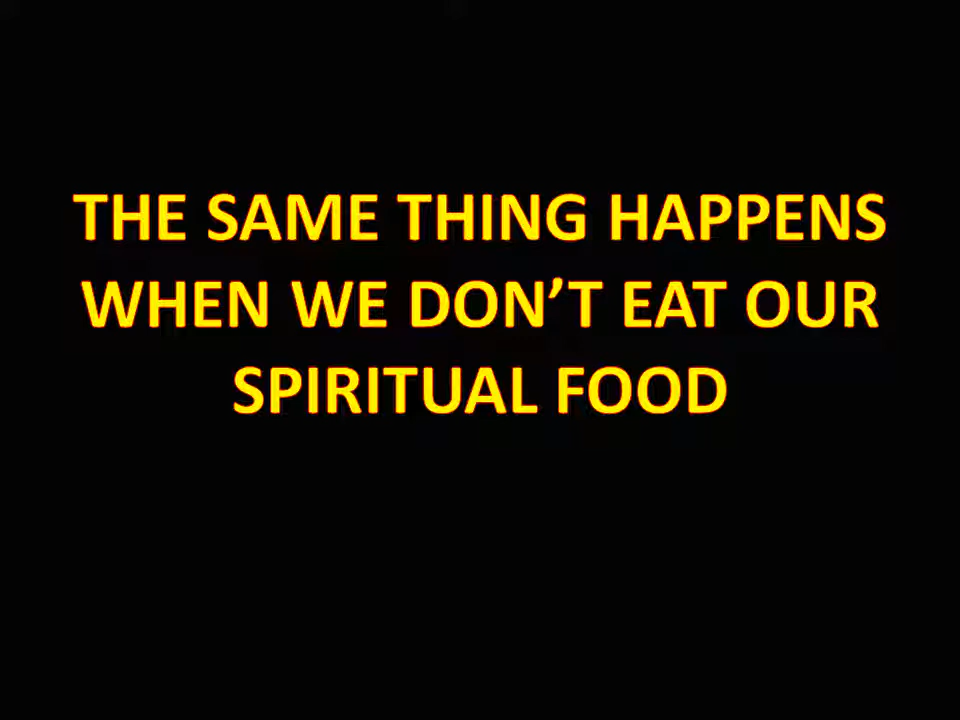 THE SAME THING HAPPENS
WHEN WE DON’T EAT OUR
SPIRITUAL FOOD